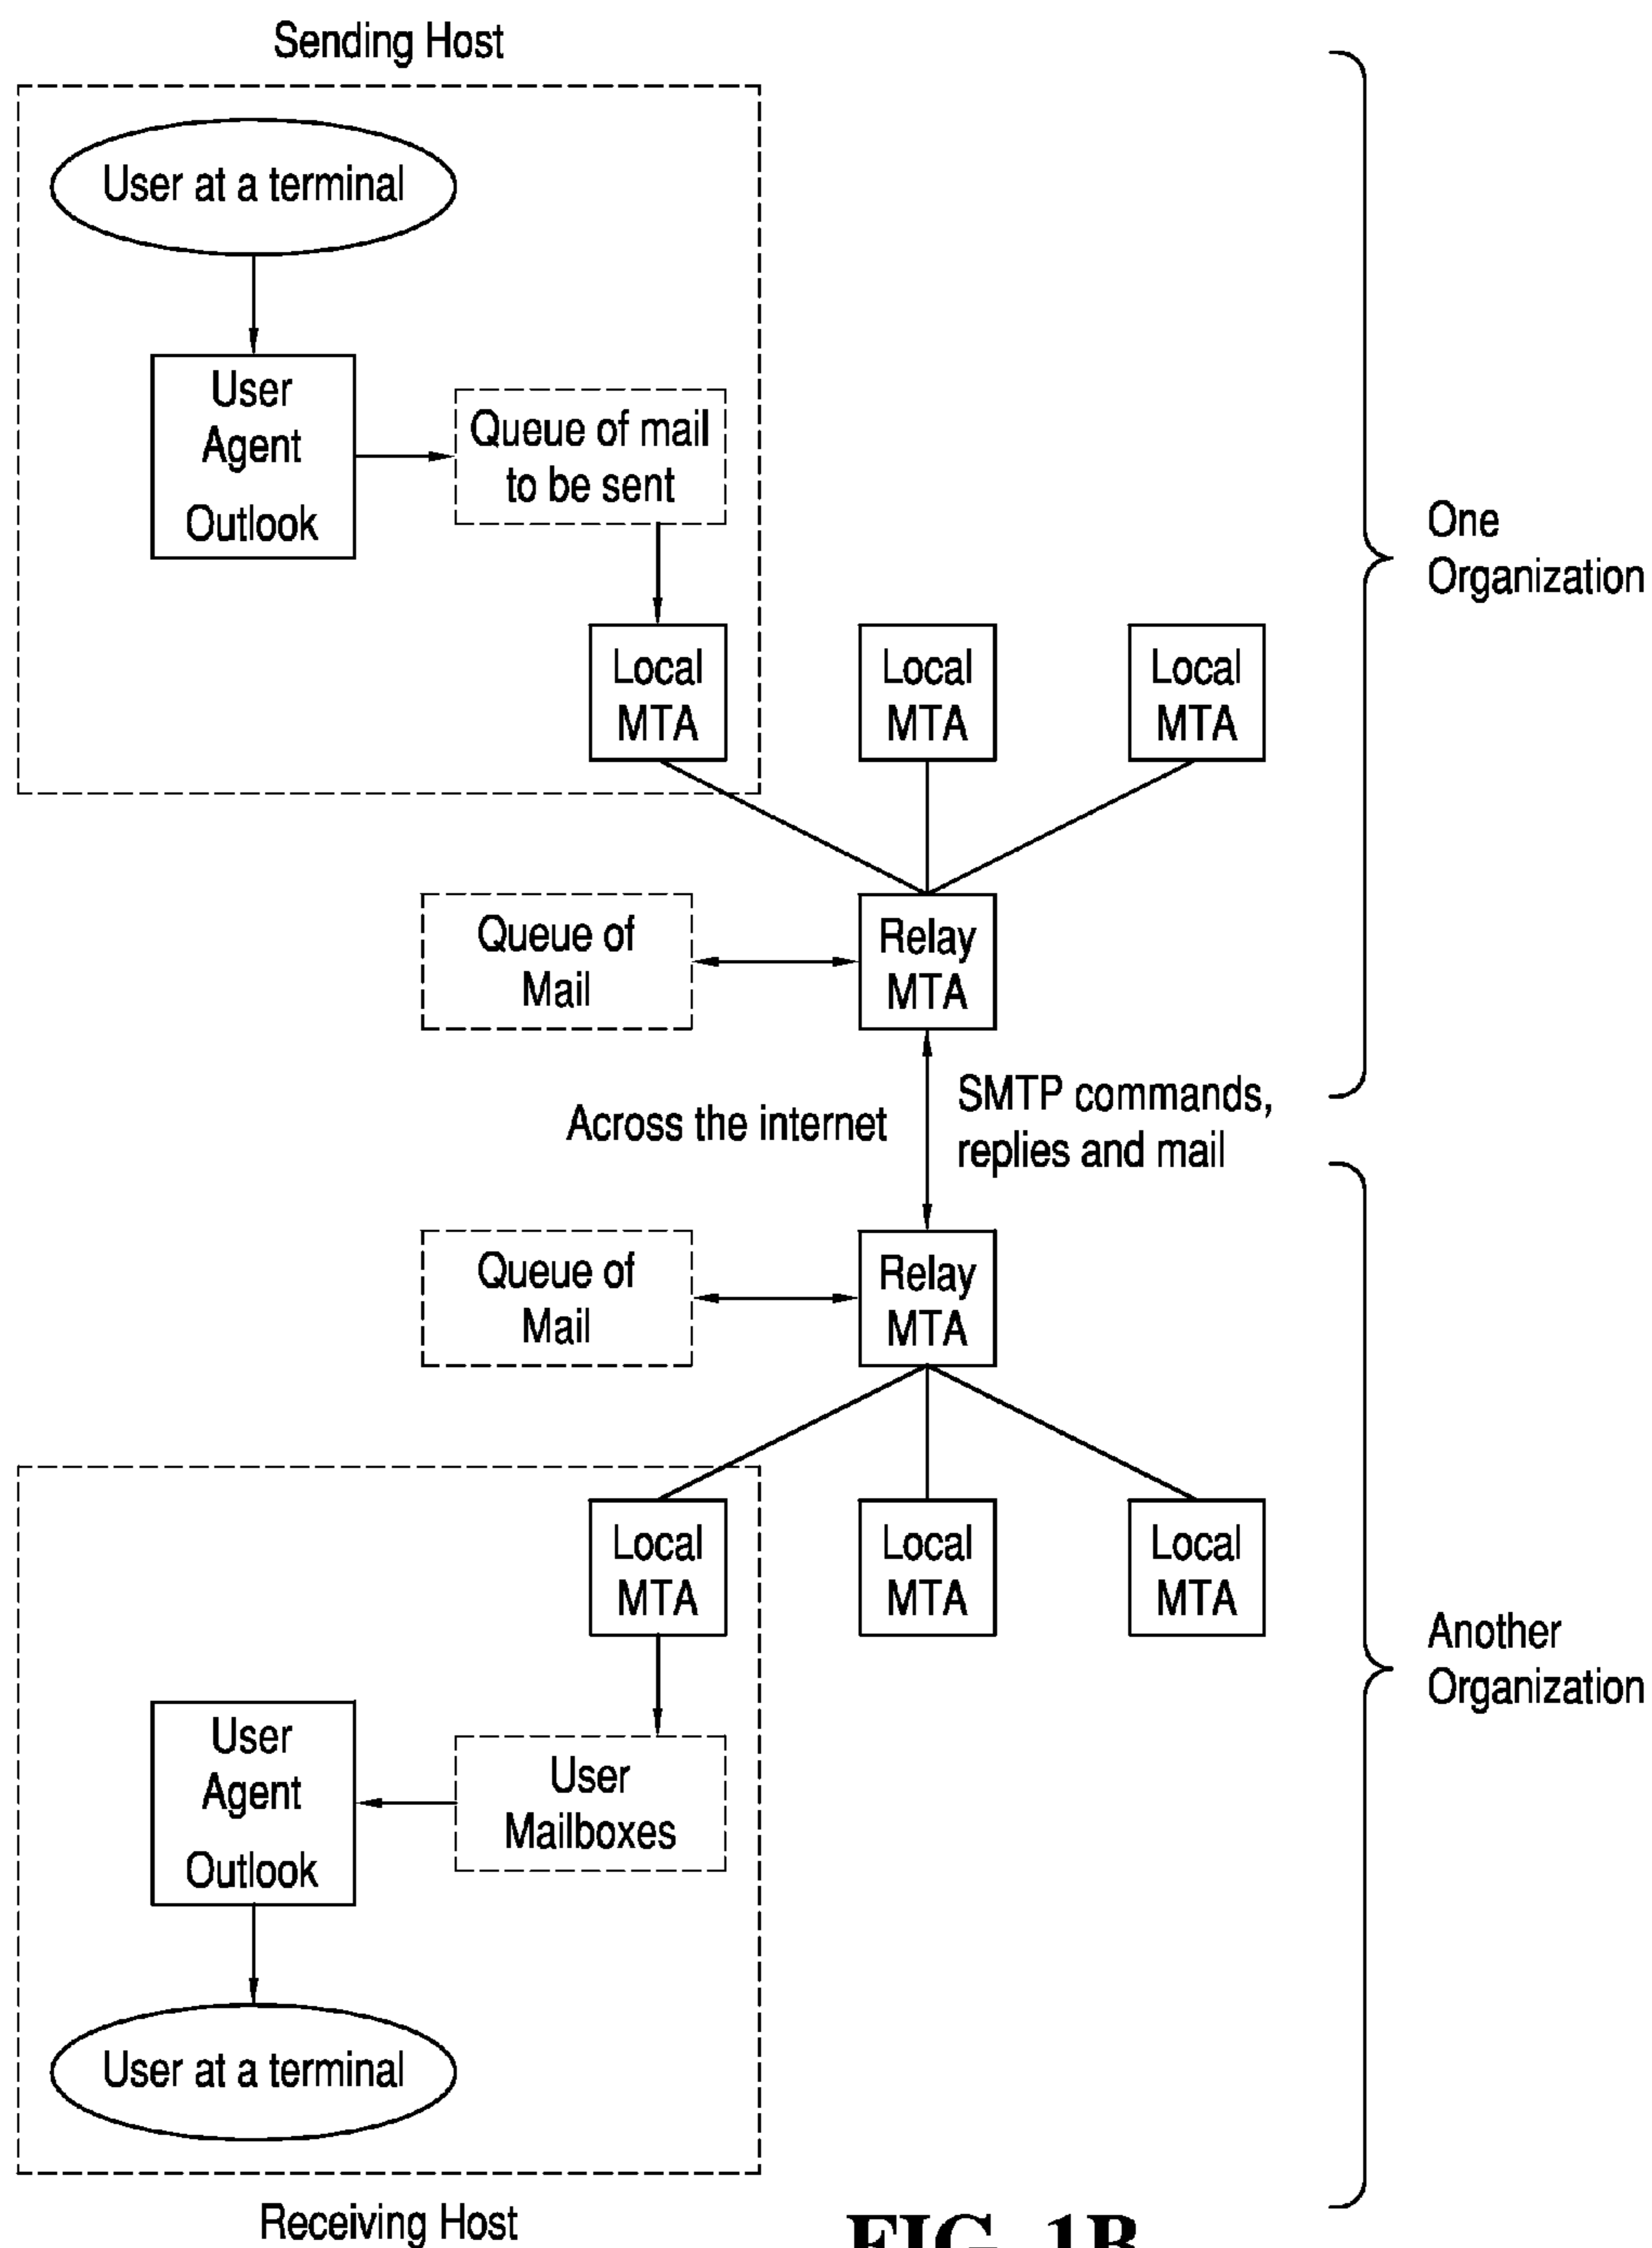 Sending Host
User at a terminal
User
Agent
Outlook
Queue of mail
to be sent
One
Organization
Local
MTA
Local
MTA
Local
MTA
Queue of
Mail
Relay
MTA
Across the internet
SMTP commands,
replies and mail
Queue of
Mail
Relay
MTA
Local
MTA
Local
MTA
Local
MTA
Another
Organization
User
Agent
Outlook
User
Mailboxes
User at a terminal
Receiving Host
FIG. 1B